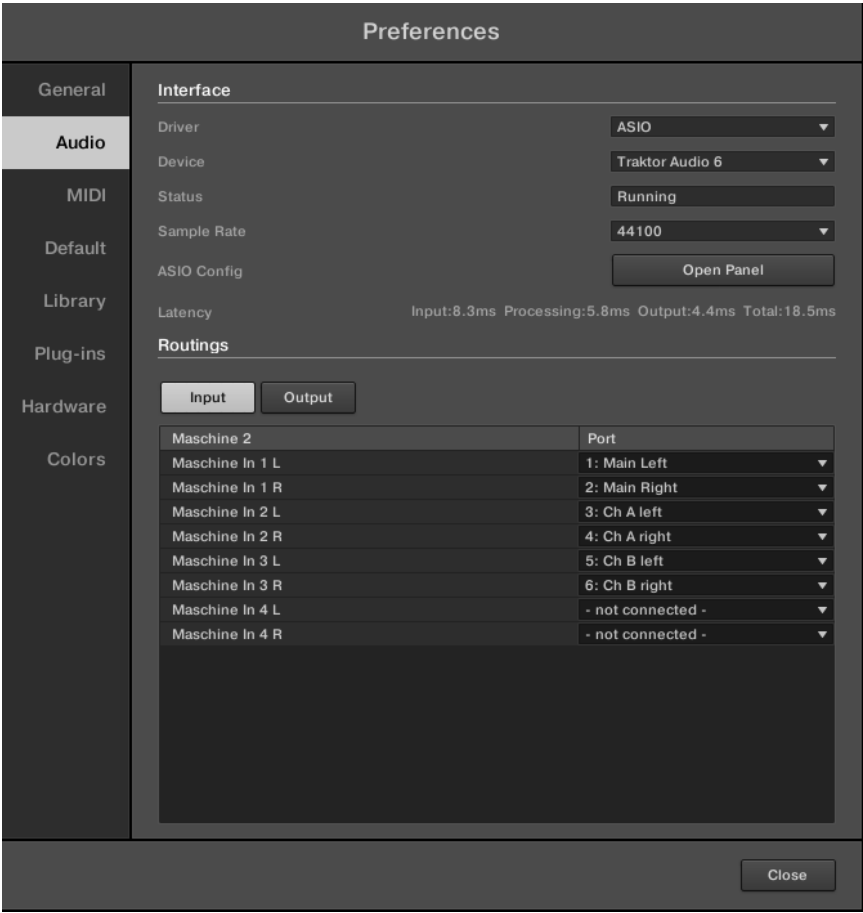 Preferences
General
Audio
MIDI
Default
Library
Plug-ins
Hardware
Colors
Interface
Driver ASIO
Device Traktor Audio 6
Status Running
Sample Rate 44100
ASIO Config Open Panel
Latency Input:8.3ms Processing:5.8ms Output:4.4ms Total:18.5ms
Routings
Input Output
Maschine 2 Port
Maschine In 1 L 1: Main Left
Maschine In 1 R 2: Main Right
Maschine In 2 L 3: Ch A left
Maschine In 2 R 4: Ch A right
Maschine In 3 L 5: Ch B left
Maschine In 3 R 6: Ch B right
Maschine In 4 L - not connected -
Maschine In 4 R - not connected -
Close